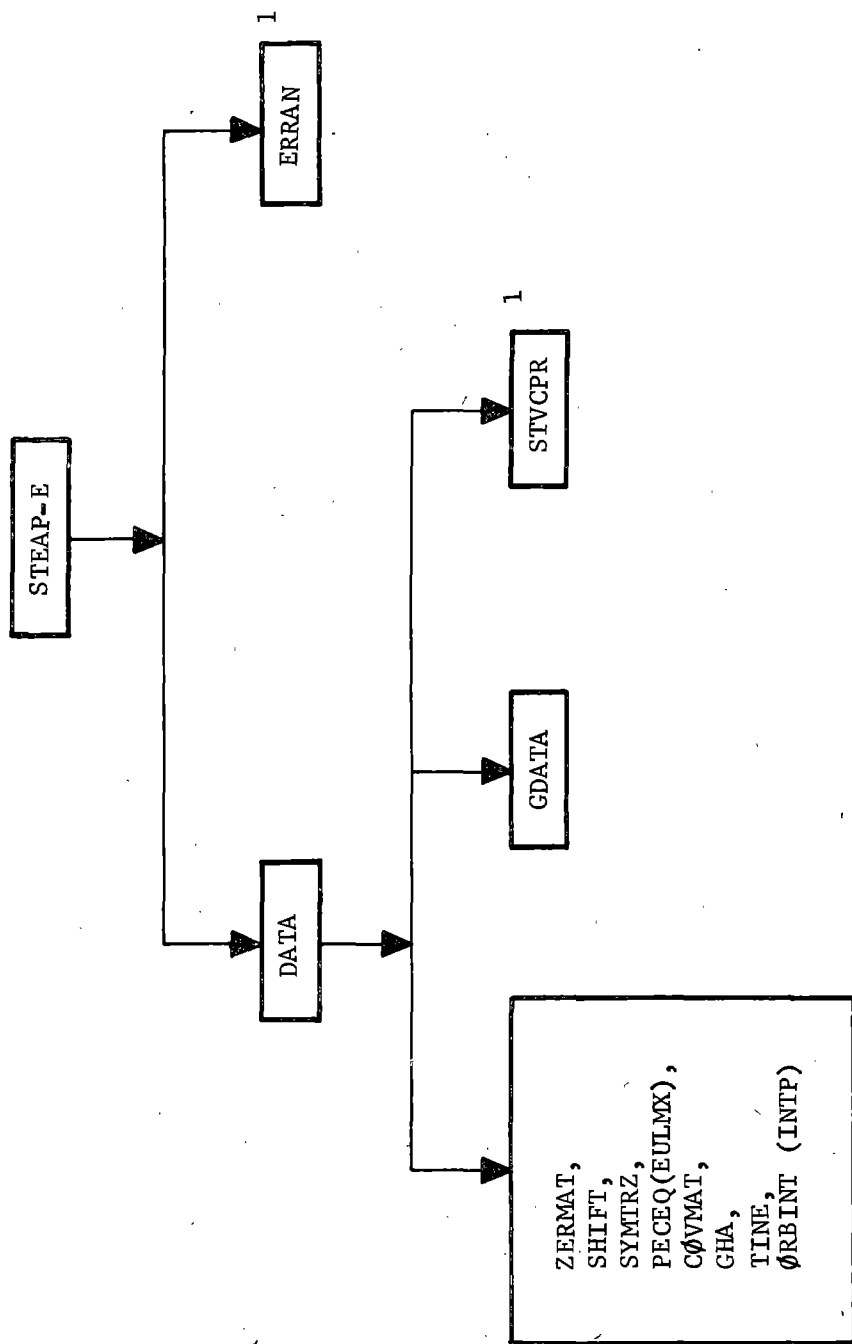 STEAP-E
DATA
ERRAN
1
ZERMAT,
SHIFT,
SYMTRZ,
PECEQ(EULMX),
CØVMAT,
GHA,
TINE,
ØRBINT (INTP)
GDATA
STVCPR
1